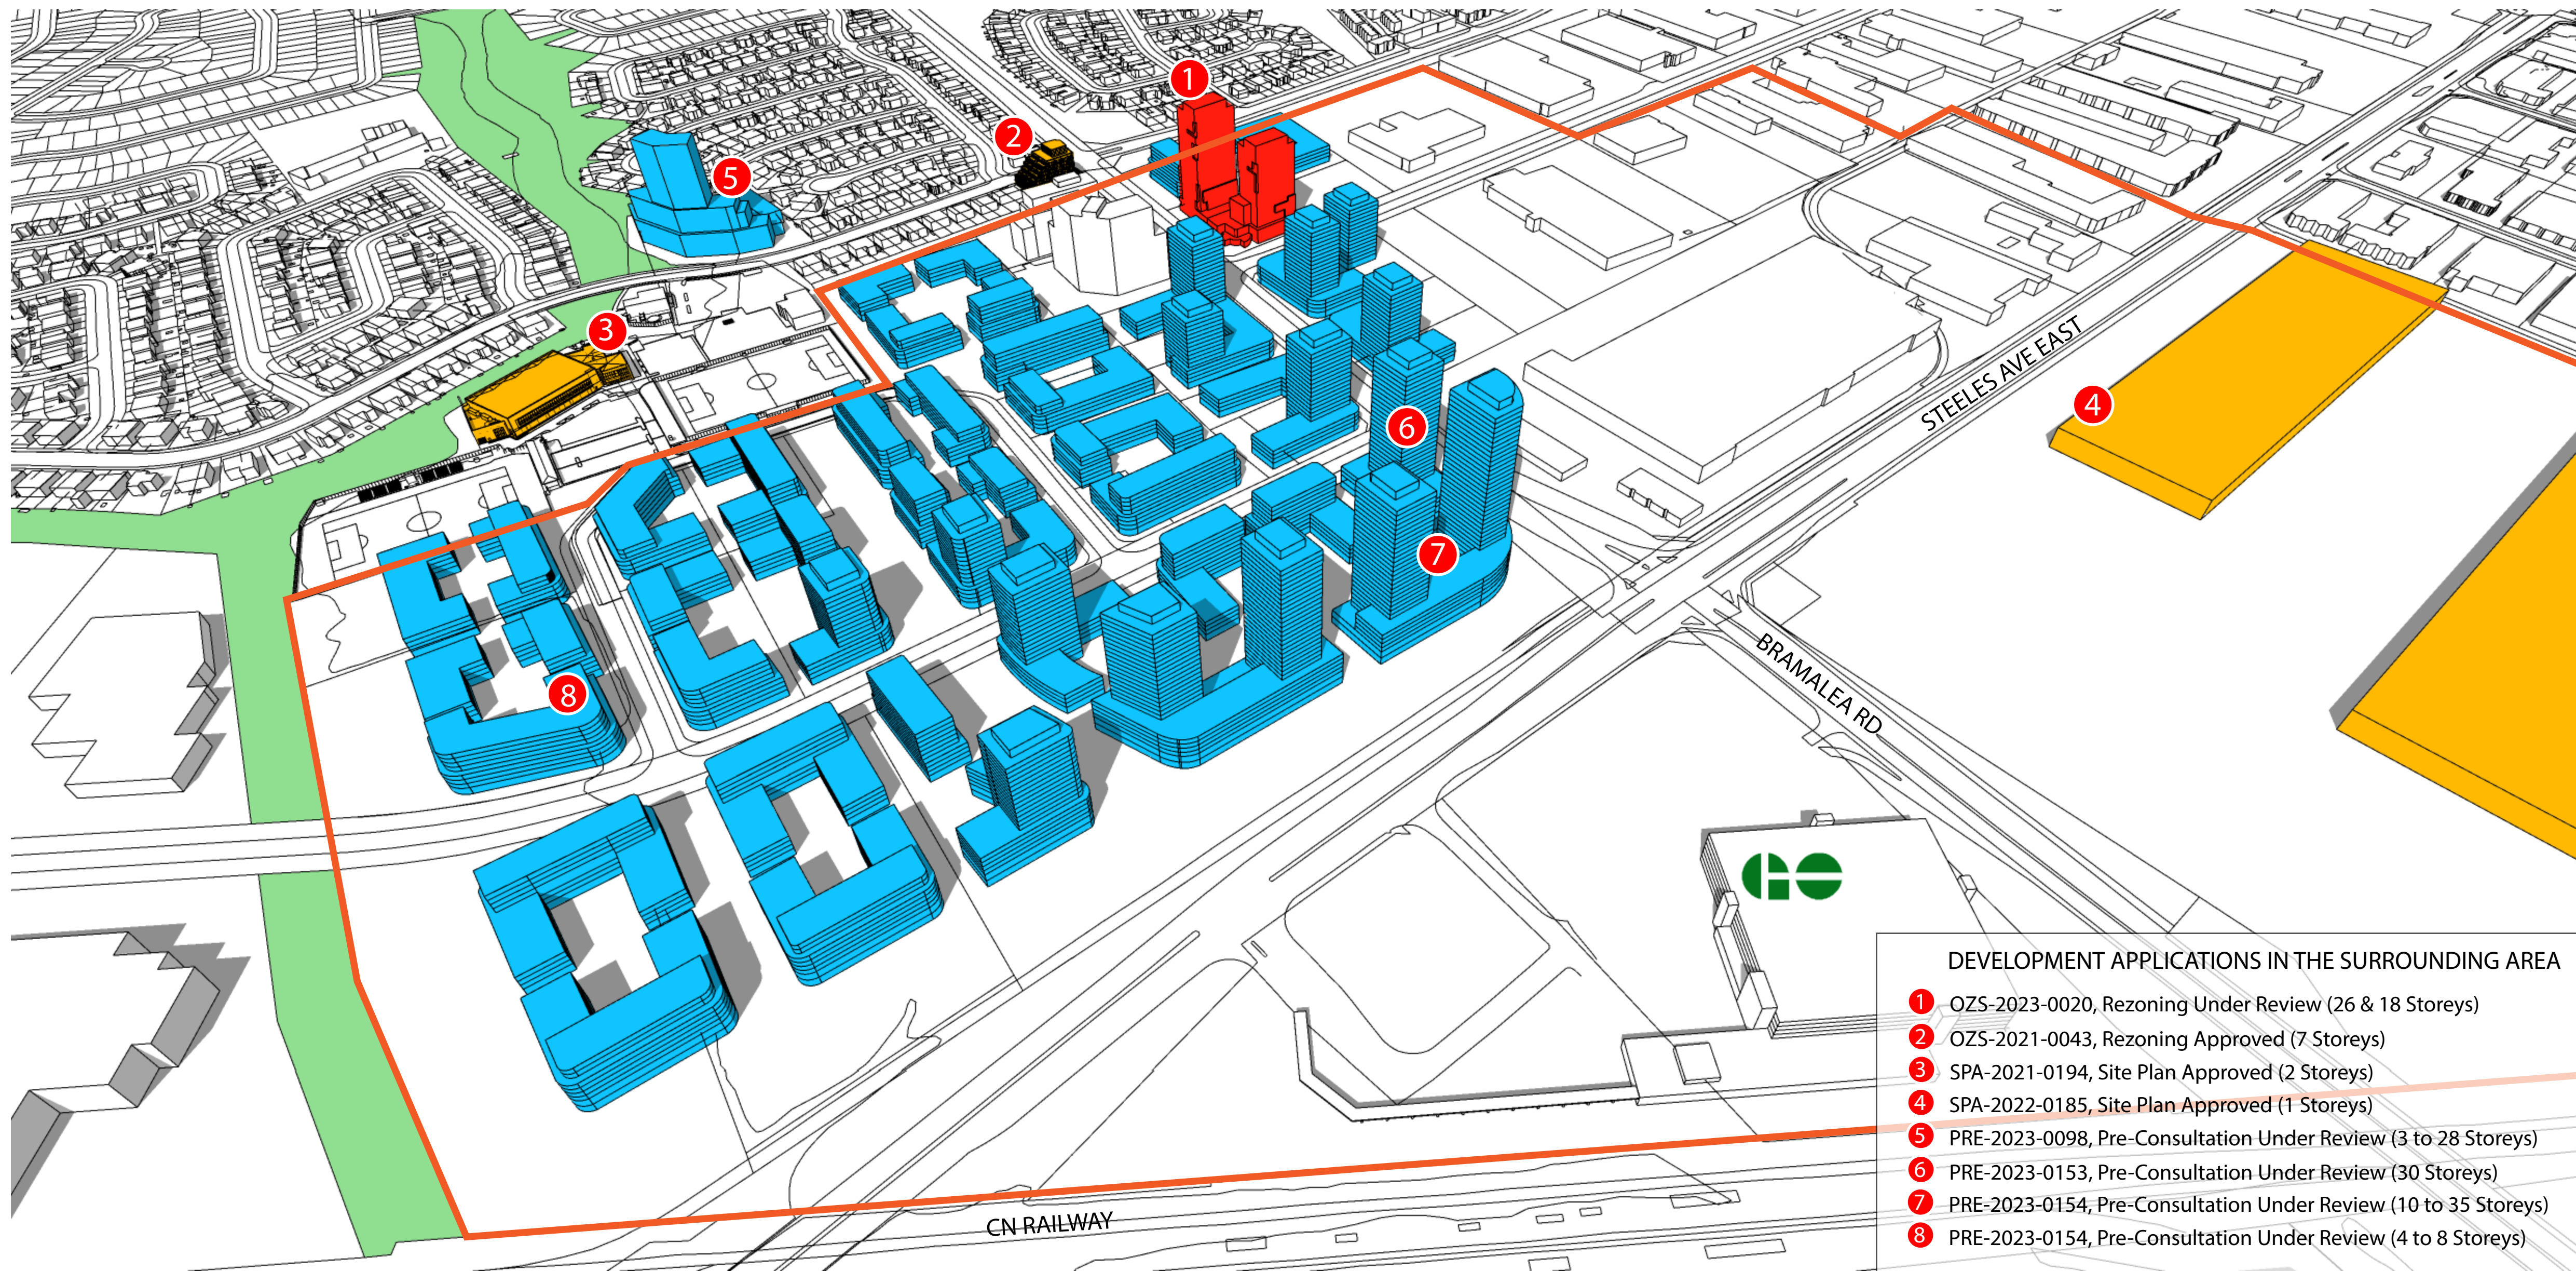 1
2
5
3
4
6
7
8
STEELES AVE EAST
BRAMALEA RD
GO
CN RAILWAY
DEVELOPMENT APPLICATIONS IN THE SURROUNDING AREA
1 OZS-2023-0020, Rezoning Under Review (26 & 18 Storeys)
2 OZS-2021-0043, Rezoning Approved (7 Storeys)
3 SPA-2021-0194, Site Plan Approved (2 Storeys)
4 SPA-2022-0185, Site Plan Approved (1 Storeys)
5 PRE-2023-0098, Pre-Consultation Under Review (3 to 28 Storeys)
6 PRE-2023-0153, Pre-Consultation Under Review (30 Storeys)
7 PRE-2023-0154, Pre-Consultation Under Review (10 to 35 Storeys)
8 PRE-2023-0154, Pre-Consultation Under Review (4 to 8 Storeys)